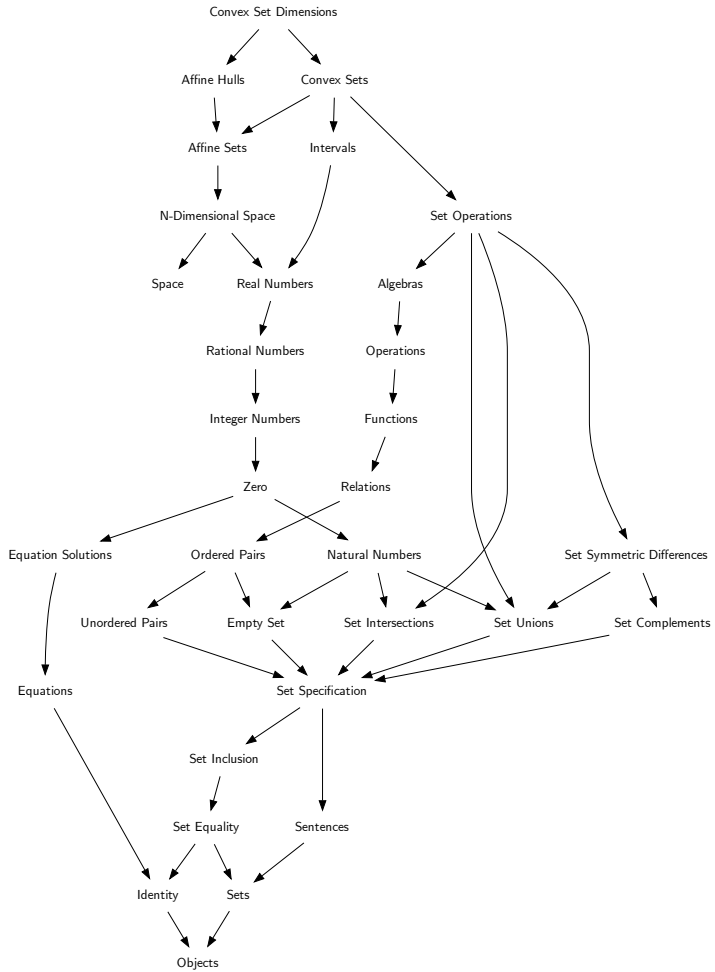 Convex Set Dimensions
Affine Hulls
Convex Sets
Affine Sets
Intervals
N-Dimensional Space
Set Operations
Space
Real Numbers
Algebras
Rational Numbers
Operations
Integer Numbers
Functions
Zero
Relations
Equation Solutions
Ordered Pairs
Natural Numbers
Set Symmetric Differences
Unordered Pairs
Empty Set
Set Intersections
Set Unions
Set Complements
Equations
Set Specification
Set Inclusion
Set Equality
Sentences
Identity
Sets
Objects